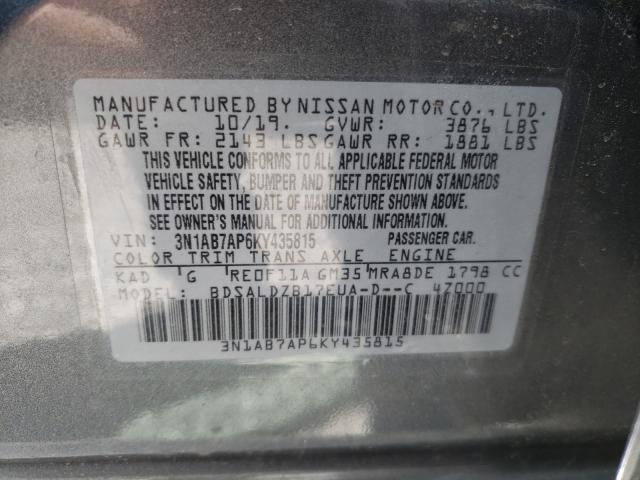 MANUFACTURED BY NISSAN MOTOR CO., LTD.
DATE: 10/19. GVWR: 3876 LBS
GAWR FR: 2143 LBS GAWR RR: 1881 LBS
THIS VEHICLE CONFORMS TO ALL APPLICABLE FEDERAL MOTOR
VEHICLE SAFETY, BUMPER AND THEFT PREVENTION STANDARDS
IN EFFECT ON THE DATE OF MANUFACTURE SHOWN ABOVE.
SEE OWNER'S MANUAL FOR ADDITIONAL INFORMATION.
VIN: 3N1AB7AP6KY435815 PASSENGER CAR.
COLOR TRIM TRANS AXLE ENGINE
KAD G RE0F11A GM35 MRA8DE 1798 CC
MODEL: BDSALDZB17EUA-D--C 47000
3N1AB7AP6KY435815